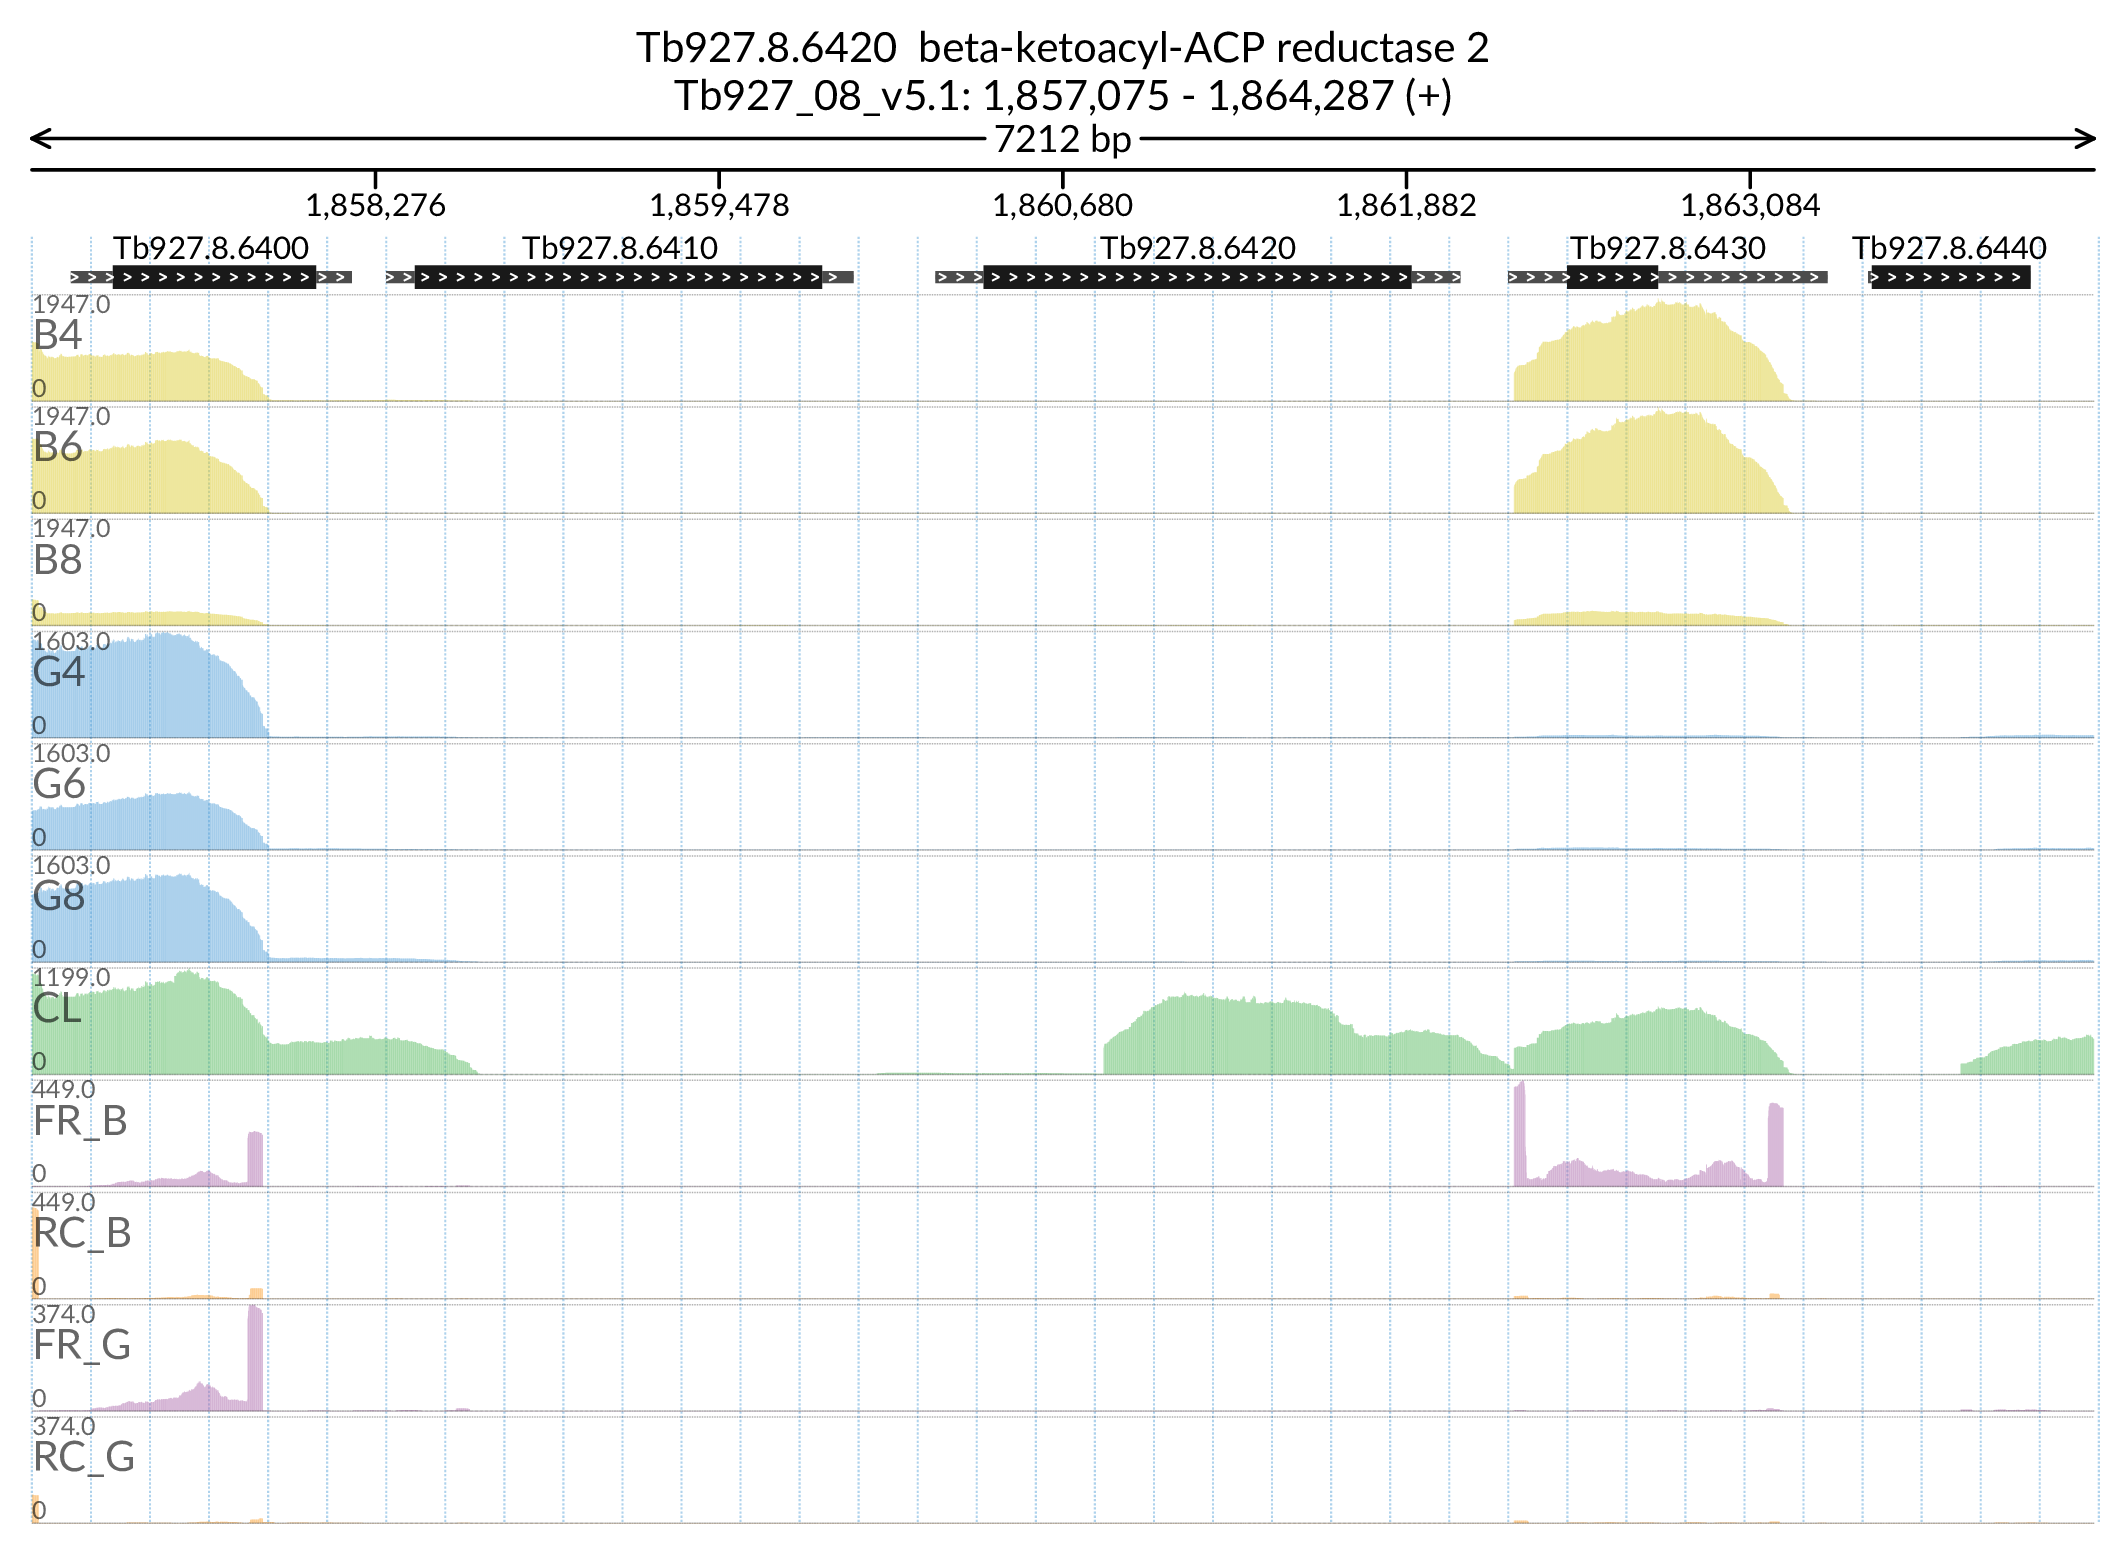 Tb927.8.6420 beta-ketoacyl-ACP reductase 2
Tb927_08_v5.1: 1,857,075 - 1,864,287 (+)
7212 bp
1,858,276 1,859,478 1,860,680 1,861,882 1,863,084
Tb927.8.6400 Tb927.8.6410 Tb927.8.6420 Tb927.8.6430 Tb927.8.6440
1947.0
B4
0
1947.0
B6
0
1947.0
B8
0
1603.0
G4
0
1603.0
G6
0
1603.0
G8
0
1199.0
CL
0
449.0
FR_B
0
449.0
RC_B
0
374.0
FR_G
0
374.0
RC_G
0